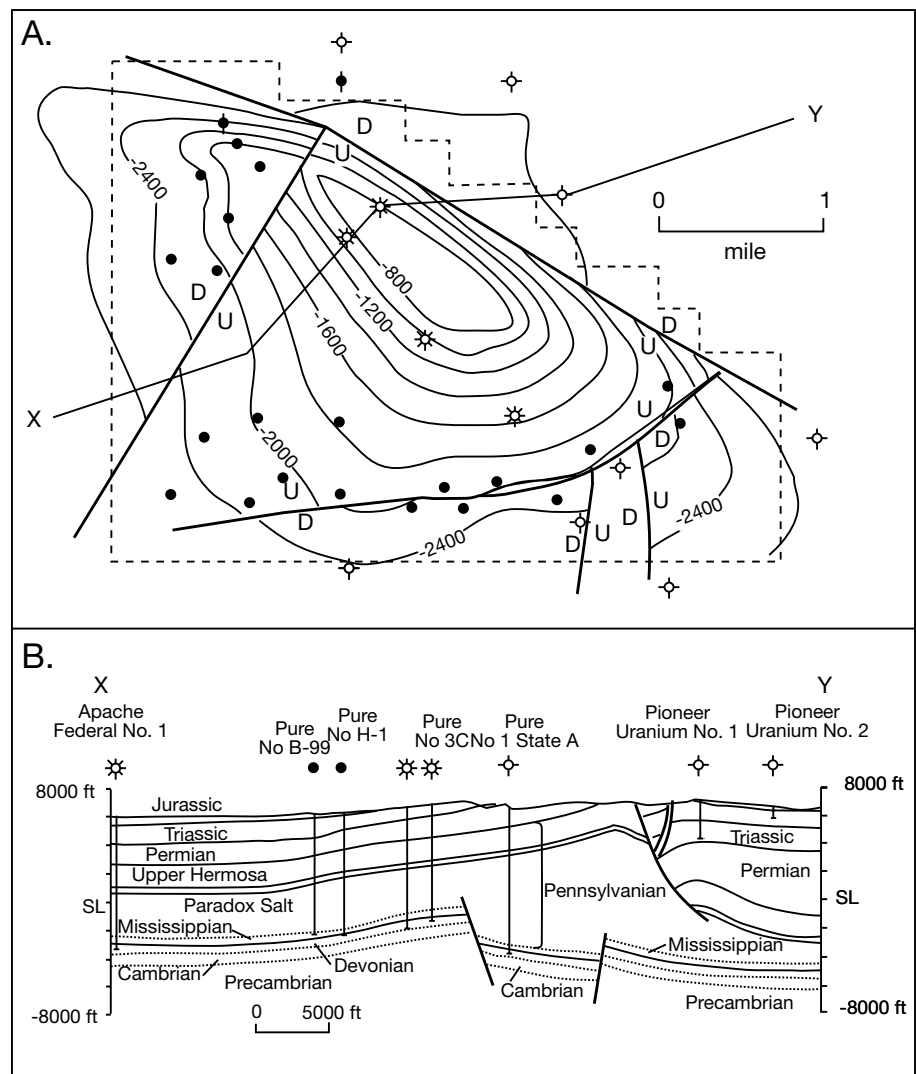 A.
D
U
Y
-2400
0 1
mile
-800
D
U
-1200
-1600
D
U
X
U
D
-2000
U
D
-2400
U
D
U
D
-2400
B.
X
Y
Apache
Federal No. 1
Pure
No B-99
Pure
No H-1
Pure
No 3C
Pure
No 1 State A
Pioneer
Uranium No. 1
Pioneer
Uranium No. 2
8000 ft
8000 ft
Jurassic
Triassic
Triassic
Permian
Permian
Upper Hermosa
Pennsylvanian
SL
Paradox Salt
SL
Mississippian
Mississippian
Devonian
Cambrian
Precambrian
Cambrian
Precambrian
-8000 ft
0 5000 ft
-8000 ft